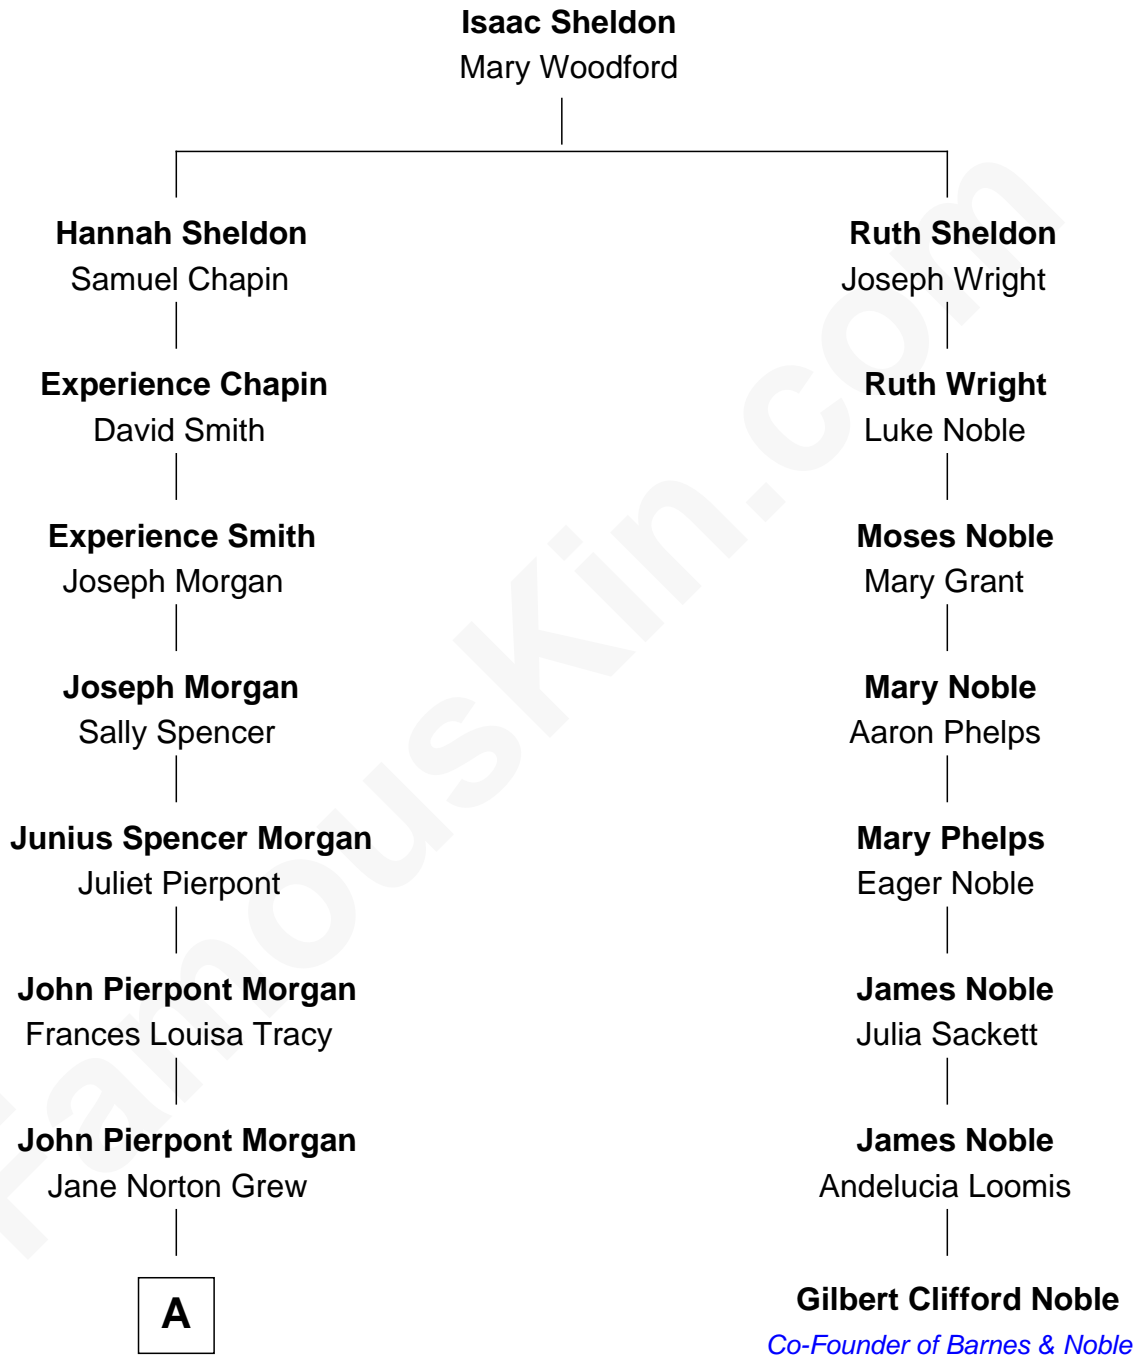 Isaac Sheldon
Mary Woodford
Hannah Sheldon
Samuel Chapin
Ruth Sheldon
Joseph Wright
Experience Chapin
David Smith
Ruth Wright
Luke Noble
Experience Smith
Joseph Morgan
Moses Noble
Mary Grant
Joseph Morgan
Sally Spencer
Mary Noble
Aaron Phelps
Junius Spencer Morgan
Juliet Pierpont
Mary Phelps
Eager Noble
John Pierpont Morgan
Frances Louisa Tracy
James Noble
Julia Sackett
John Pierpont Morgan
Jane Norton Grew
James Noble
Andelucia Loomis
A
Gilbert Clifford Noble
Co-Founder of Barnes & Noble
FamousKin.com